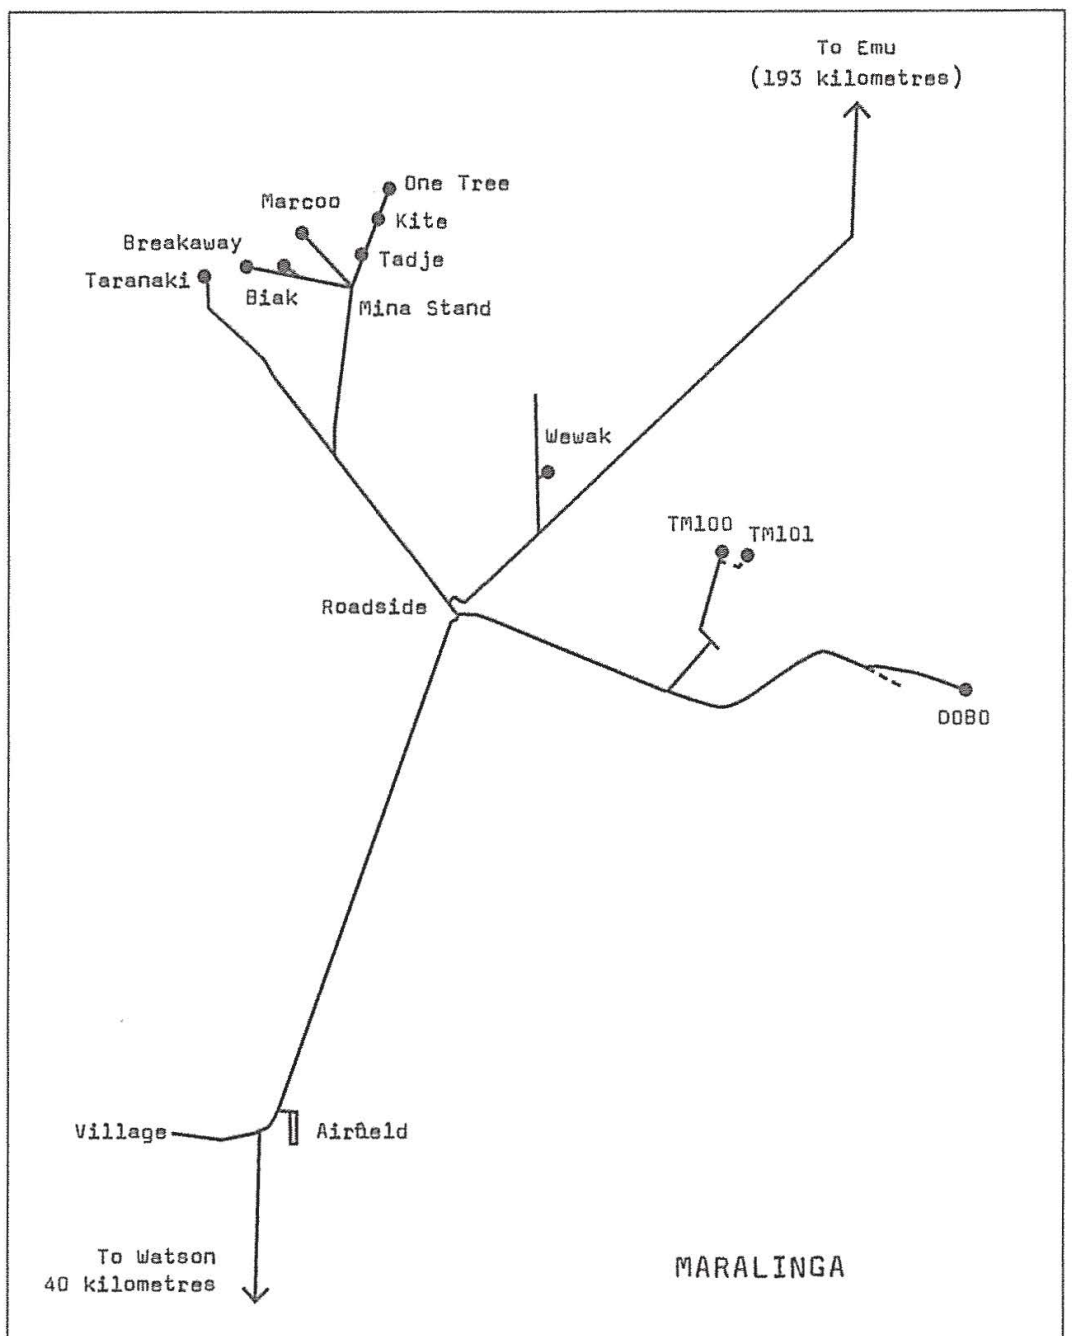 To Emu
(193 kilometres)
One Tree
Marcoo
Kite
Breakaway
Tadje
Taranaki
Biak
Mina Stand
Wewak
TM100
TM101
Roadside
DOBO
Village
Airfield
To Watson
40 kilometres
MARALINGA